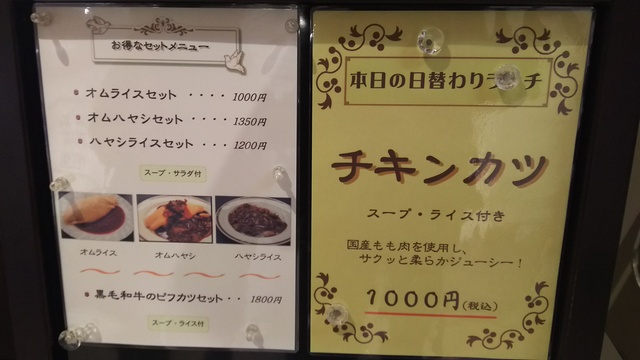 お得なセットメニュー
オムライスセット ・・・・ 1000円
オムハヤシセット ・・・ 1350円
ハヤシライスセット ・・・ 1200円
スープ・サラダ付
オムライス
オムハヤシ
ハヤシライス
黒毛和牛のビフカツセット・・ 1800円
スープ・ライス付
本日の日替わりランチ
チキンカツ
スープ・ライス付き
国産もも肉を使用し、
サクッと柔らかジューシー！
1000円(税込)